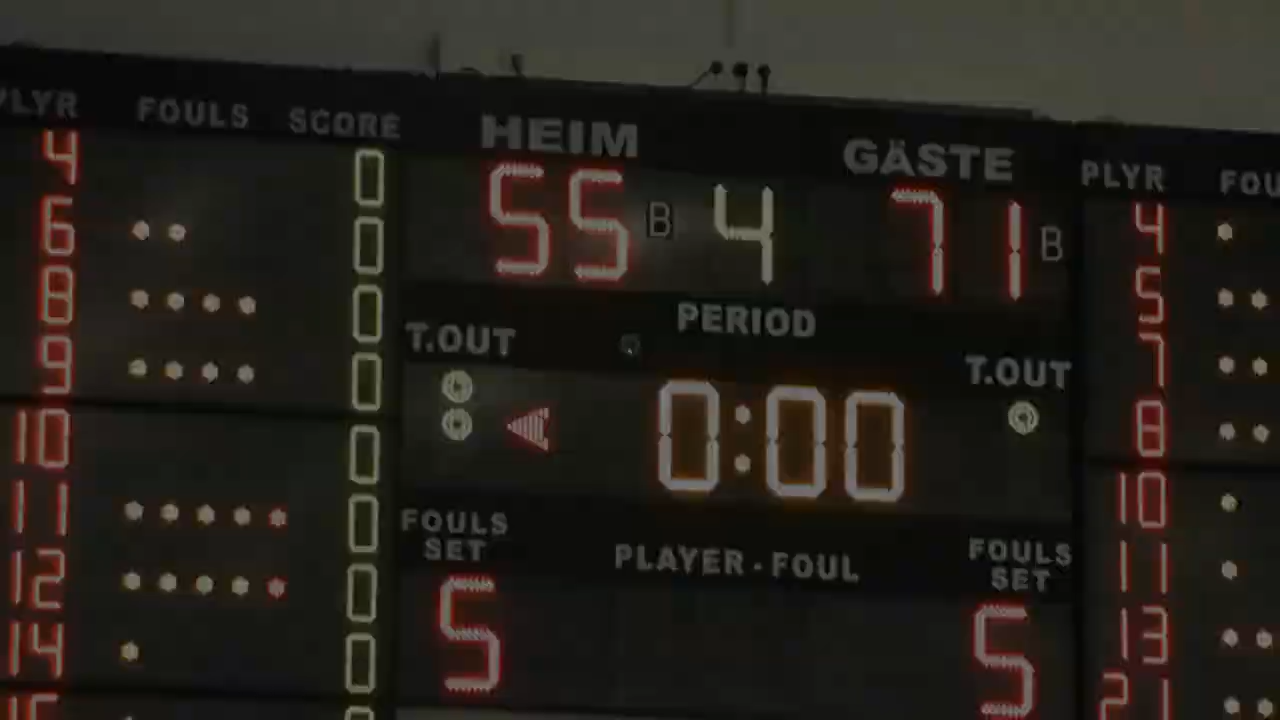 PLYR FOULS SCORE HEIM GÄSTE PLYR FOU
4 0 55 B 4 71 B 4
6 0 5
8 0 PERIOD 7
9 0 T.OUT 0:00 T.OUT 8
10 0 10
11 0 FOULS SET PLAYER-FOUL FOULS SET 11
12 0 5 5 13
14 0 21
0